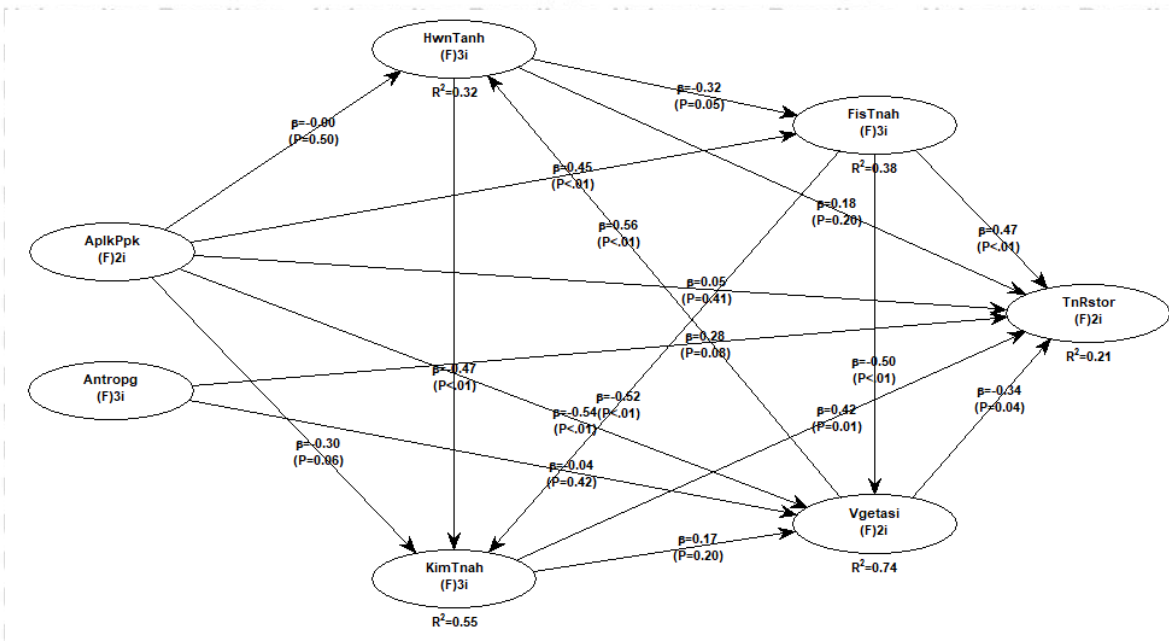 HwnTanh
(F)3i
R²=0.32
β=-0.32
(P=0.05)
FisTnah
(F)3i
R²=0.38
β=-0.00
(P=0.50)
β=0.45
(P<.01)
β=0.56
(P<.01)
β=0.18
(P=0.20)
β=0.47
(P<.01)
AplkPpk
(F)2i
β=0.05
(P=0.41)
TnRstor
(F)2i
R²=0.21
β=0.28
(P=0.08)
Antropg
(F)3i
β=-0.47
(P<.01)
β=-0.50
(P<.01)
β=-0.34
(P=0.04)
β=-0.52
(P<.01)
β=-0.54
(P<.01)
β=0.42
(P=0.01)
β=-0.30
(P=0.06)
β=-0.04
(P=0.42)
Vgetasi
(F)2i
R²=0.74
β=0.17
(P=0.20)
KimTnah
(F)3i
R²=0.55